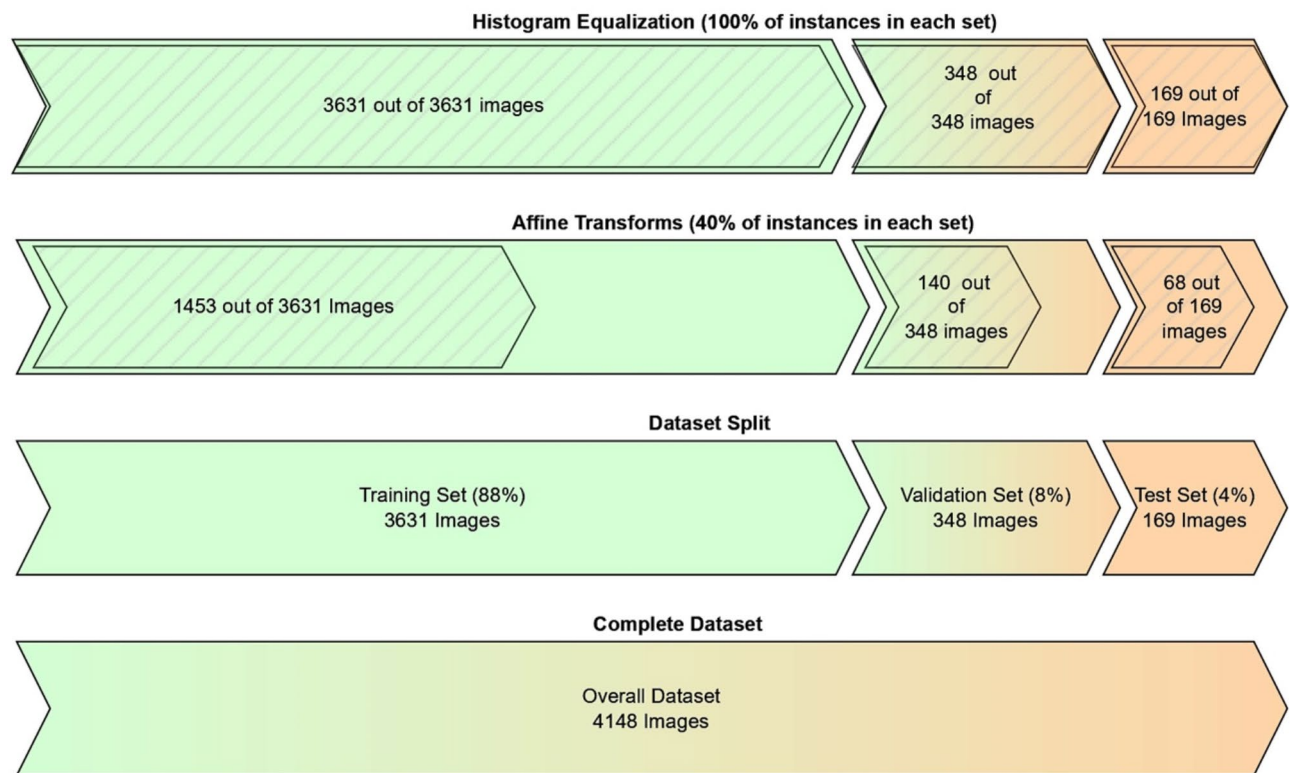 Histogram Equalization (100% of instances in each set)
3631 out of 3631 images
348 out
of
348 images
169 out of
169 Images
Affine Transforms (40% of instances in each set)
1453 out of 3631 Images
140 out
of
348 images
68 out
of 169
images
Dataset Split
Training Set (88%)
3631 Images
Validation Set (8%)
348 Images
Test Set (4%)
169 Images
Complete Dataset
Overall Dataset
4148 Images